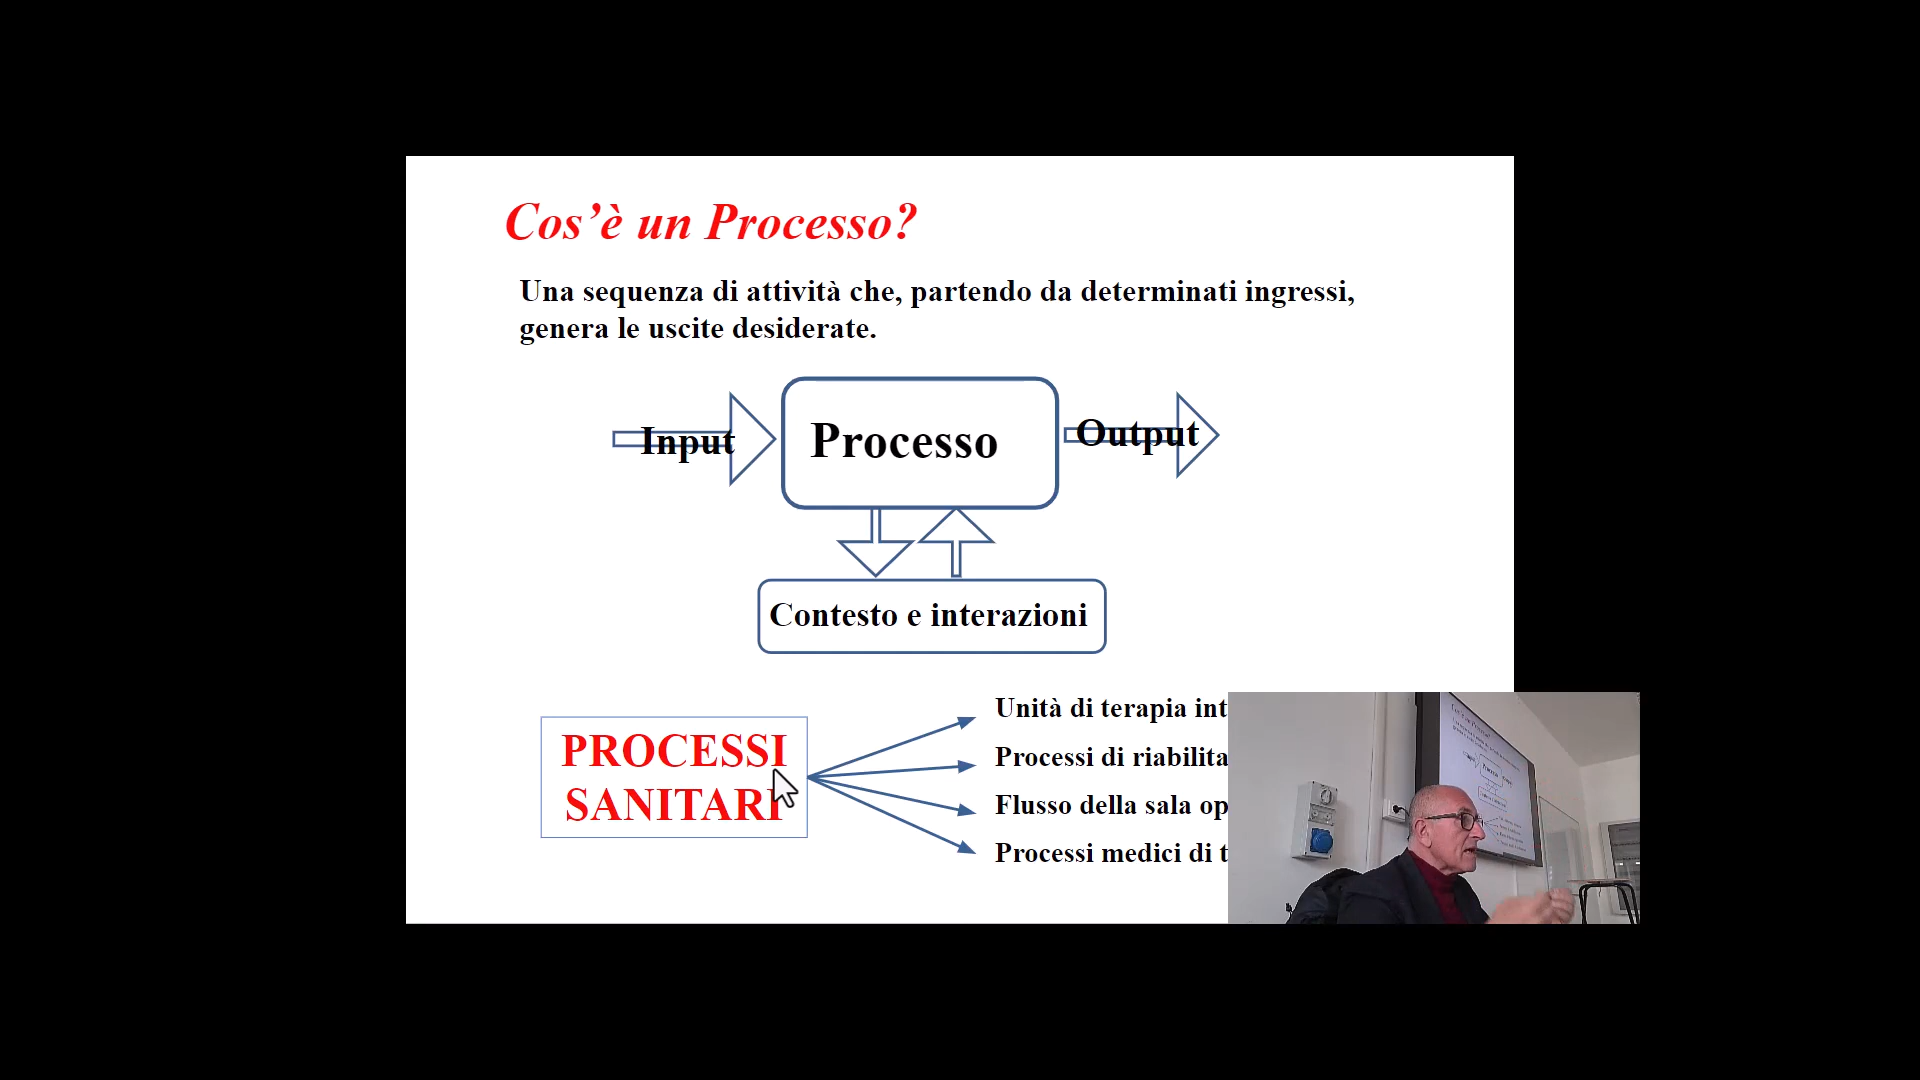 Cos’è un Processo?
Una sequenza di attività che, partendo da determinati ingressi,
genera le uscite desiderate.
Input
Processo
Output
Contesto e interazioni
PROCESSI
SANITARI
Unità di terapia int
Processi di riabilita
Flusso della sala op
Processi medici di t